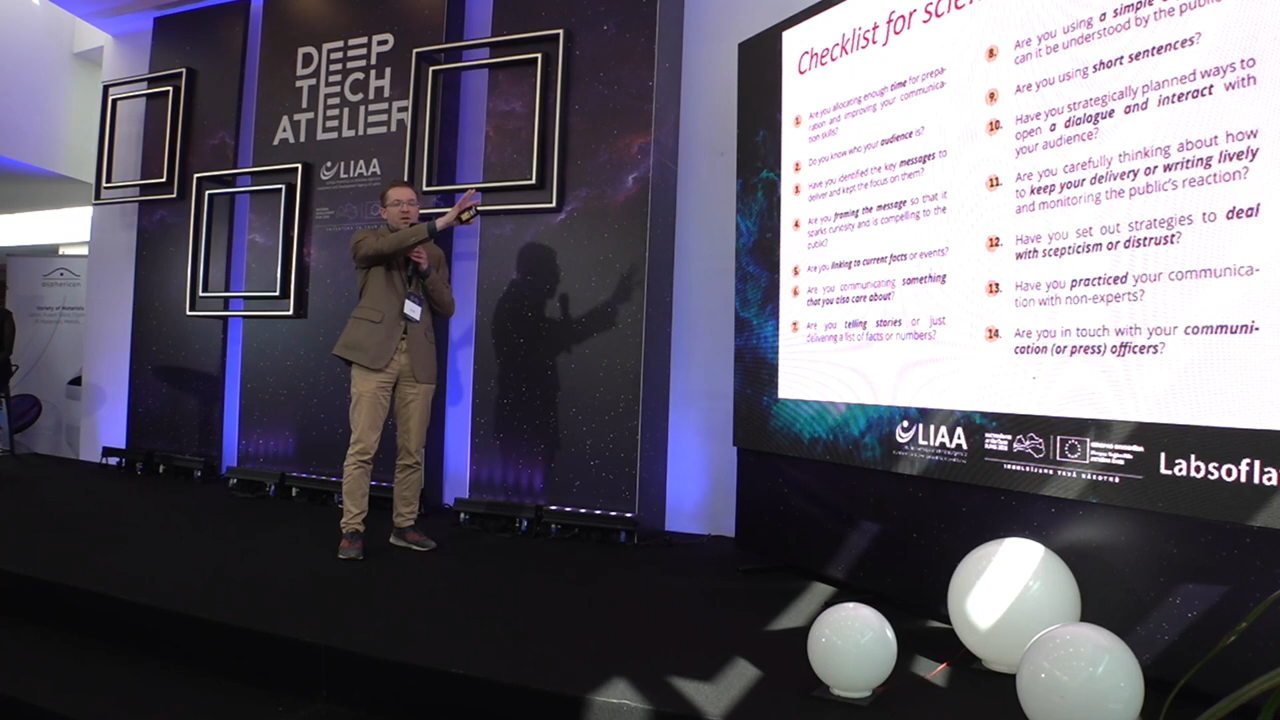 DEEP
TECH
ATELIER
LIAA
Checklist for
1. Are you allocating enough time for prepa-
ration and improving your communica-
tion skills?
2. Do you know who your audience is?
3. Have you identified the key messages to
deliver and kept the focus on them?
4. Are you framing the message so that it
sparks curiosity and is compelling to the
public?
5. Are you linking to current facts or events?
6. Are you communicating something
that you also care about?
7. Are you telling stories or just
delivering a list of facts or numbers?
8. Are you using a simple
can it be understood by the public
9. Are you using short sentences?
10. Have you strategically planned ways to
open a dialogue and interact with
your audience?
11. Are you carefully thinking about how
to keep your delivery or writing lively
and monitoring the public's reaction?
12. Have you set out strategies to deal
with scepticism or distrust?
13. Have you practiced your communica-
tion with non-experts?
14. Are you in touch with your communi-
cation (or press) officers?
LIAA
IEGULDĪJUMS TAVĀ NĀKOTNĒ
Labsofla